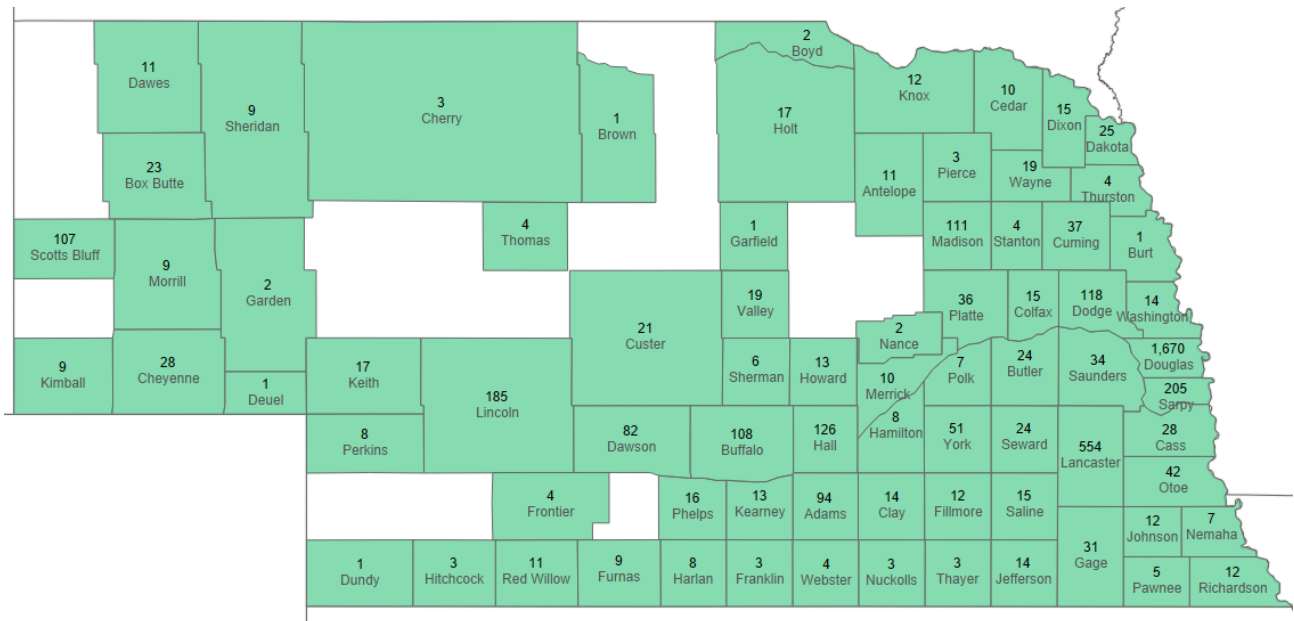 2
Boyd
11
Dawes
9
Sheridan
3
Cherry
1
Brown
17
Holt
12
Knox
10
Cedar
15
Dixon
25
Dakota
23
Box Butte
11
Antelope
3
Pierce
19
Wayne
4
Thurston
107
Scotts Bluff
9
Morrill
2
Garden
4
Thomas
1
Garfield
111
Madison
4
Stanton
37
Cuming
1
Burt
21
Custer
19
Valley
2
Nance
36
Platte
15
Colfax
118
Dodge
14
Washington
9
Kimball
28
Cheyenne
1
Deuel
17
Keith
185
Lincoln
6
Sherman
13
Howard
10
Merrick
7
Polk
24
Butler
34
Saunders
1,670
Douglas
205
Sarpy
8
Perkins
82
Dawson
108
Buffalo
126
Hall
8
Hamilton
51
York
24
Seward
554
Lancaster
28
Cass
42
Otoe
4
Frontier
16
Phelps
13
Kearney
94
Adams
14
Clay
12
Fillmore
15
Saline
12
Johnson
7
Nemaha
1
Dundy
3
Hitchcock
11
Red Willow
9
Furnas
8
Harlan
3
Franklin
4
Webster
3
Nuckolls
3
Thayer
14
Jefferson
31
Gage
5
Pawnee
12
Richardson